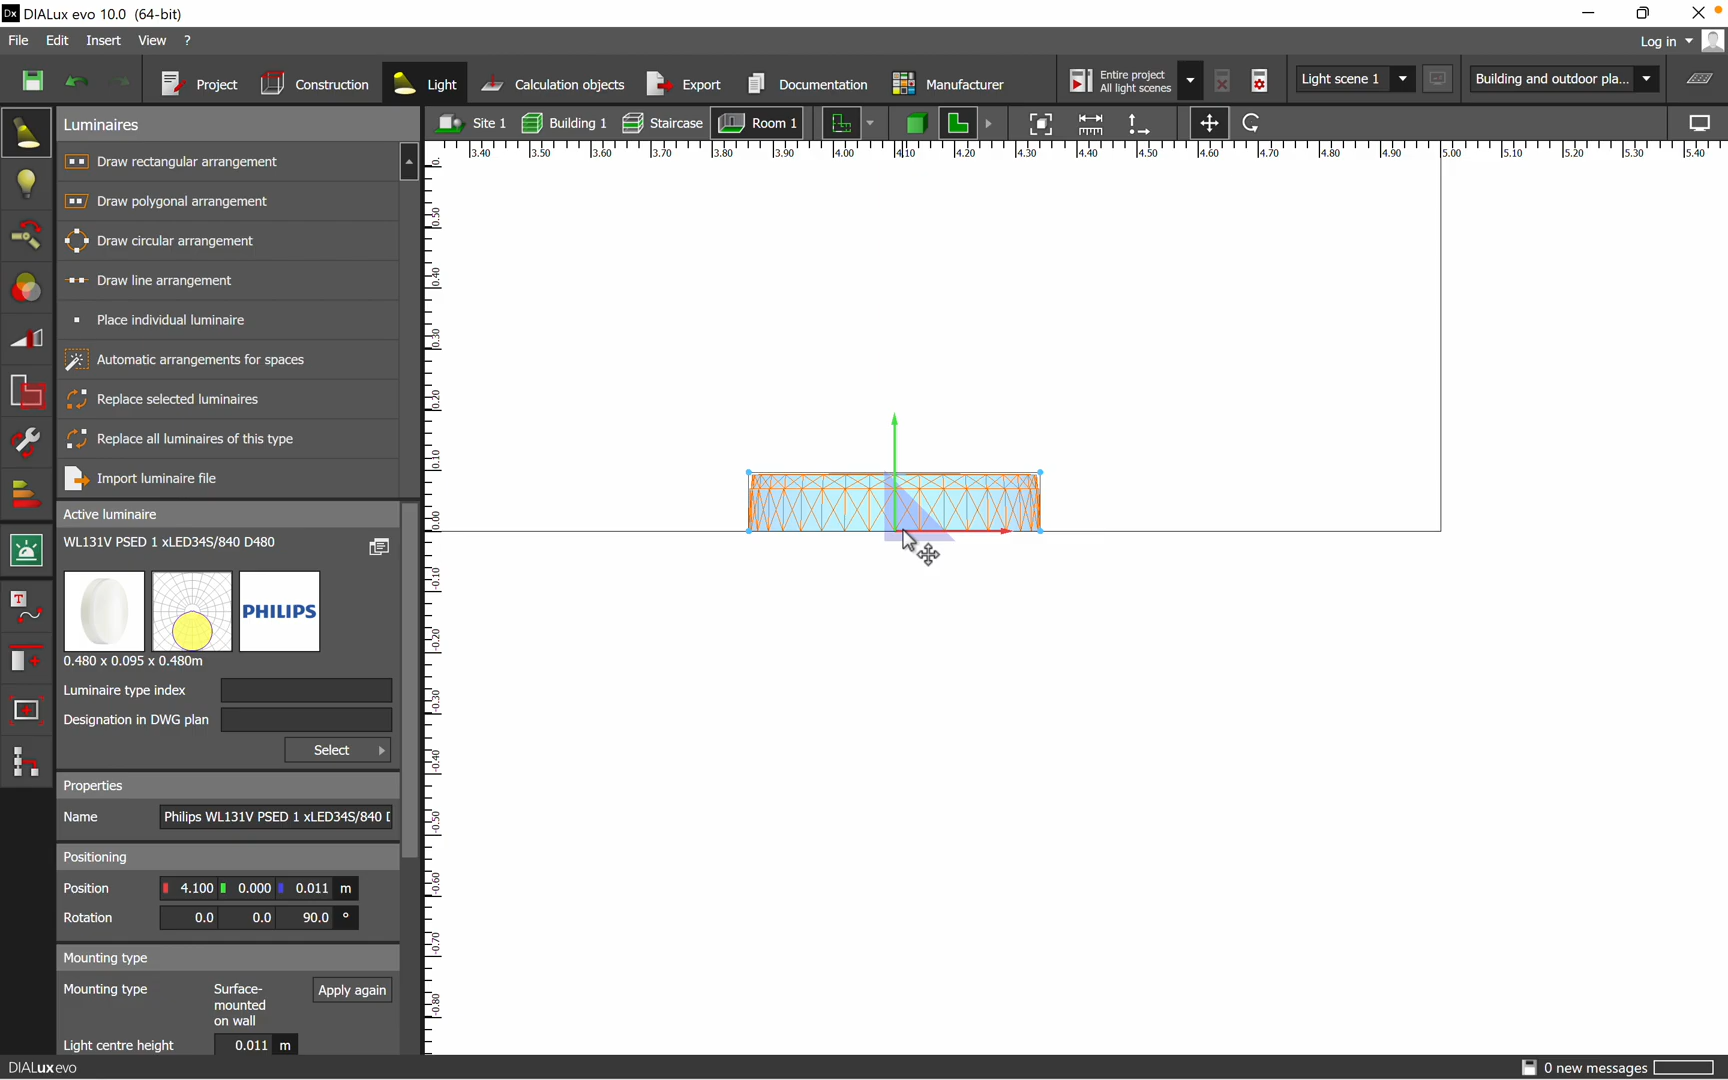 DIALux evo 10.0 (64-bit)
File Edit Insert View ? Log in
Project Construction Light Calculation objects Export Documentation Manufacturer Entire project All light scenes Light scene 1 Building and outdoor pla...
Luminaires
Site 1 Building 1 Staircase Room 1
3.40 3.50 3.60 3.70 3.80 3.90 4.00 4.10 4.20 4.30 4.40 4.50 4.60 4.70 4.80 4.90 5.00 5.10 5.20 5.30 5.40
Draw rectangular arrangement
Draw polygonal arrangement
Draw circular arrangement
Draw line arrangement
Place individual luminaire
Automatic arrangements for spaces
Replace selected luminaires
Replace all luminaires of this type
Import luminaire file
0.50
0.40
0.30
0.20
0.10
0.00
-0.10
-0.20
-0.30
-0.40
-0.50
-0.60
-0.70
-0.80
Active luminaire
WL131V PSED 1 xLED34S/840 D480
PHILIPS
0.480 x 0.095 x 0.480m
Luminaire type index
Designation in DWG plan
Select
Properties
Name Philips WL131V PSED 1 xLED34S/840 [
Positioning
Position 4.100 0.000 0.011 m
Rotation 0.0 0.0 90.0 °
Mounting type
Mounting type Surface-
mounted
on wall
Apply again
Light centre height 0.011 m
DIALux evo 0 new messages